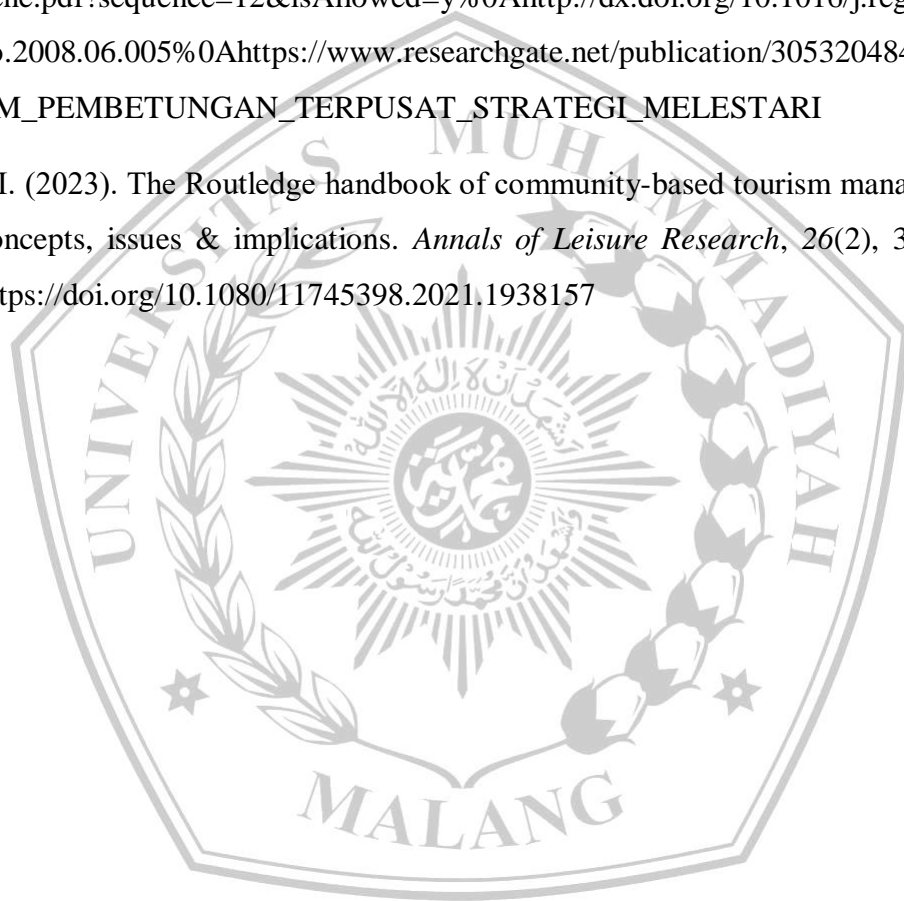 ene.pdf?sequence=12&isAllowed=y%0Ahttp://dx.doi.org/10.1016/j.reg
o.2008.06.005%0Ahttps://www.researchgate.net/publication/305320484
M_PEMBETUNGAN_TERPUSAT_STRATEGI_MELESTARI
I. (2023). The Routledge handbook of community-based tourism mana
oncepts, issues & implications. Annals of Leisure Research, 26(2), 3
tps://doi.org/10.1080/11745398.2021.1938157
UNIVERSITAS MUHAMMADIYAH
MALANG